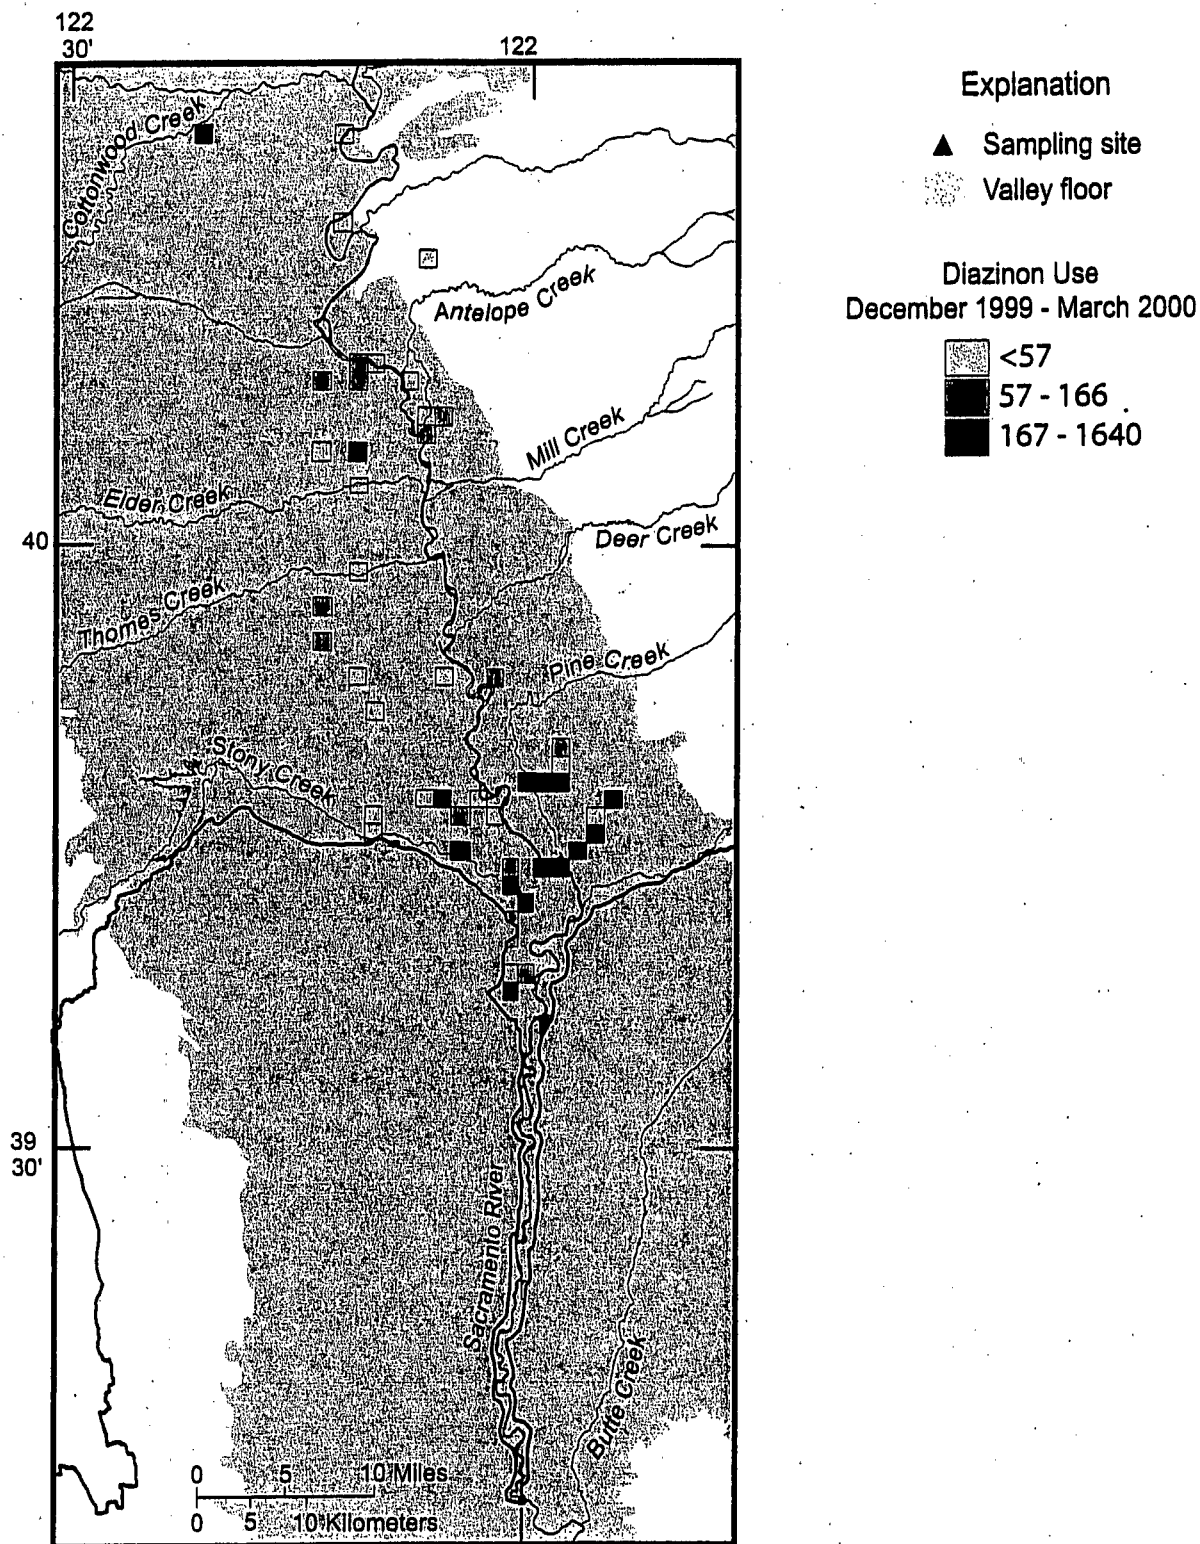 122
30'
122
Explanation
Sampling site
Valley floor
Diazinon Use
December 1999 - March 2000
<57
57 - 166
167 - 1640
Cottonwood Creek
Antelope Creek
Mill Creek
Elder Creek
40
Deer Creek
Thomes Creek
Pine Creek
Stony Creek
39
30'
Sacramento River
Butte Creek
0 5 10 Miles
0 5 10 Kilometers